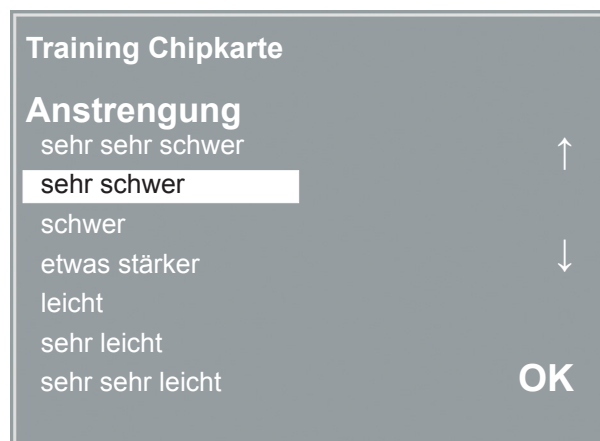 Training Chipkarte
Anstrengung
sehr sehr schwer
↑
sehr schwer
schwer
etwas stärker
↓
leicht
sehr leicht
sehr sehr leicht
OK